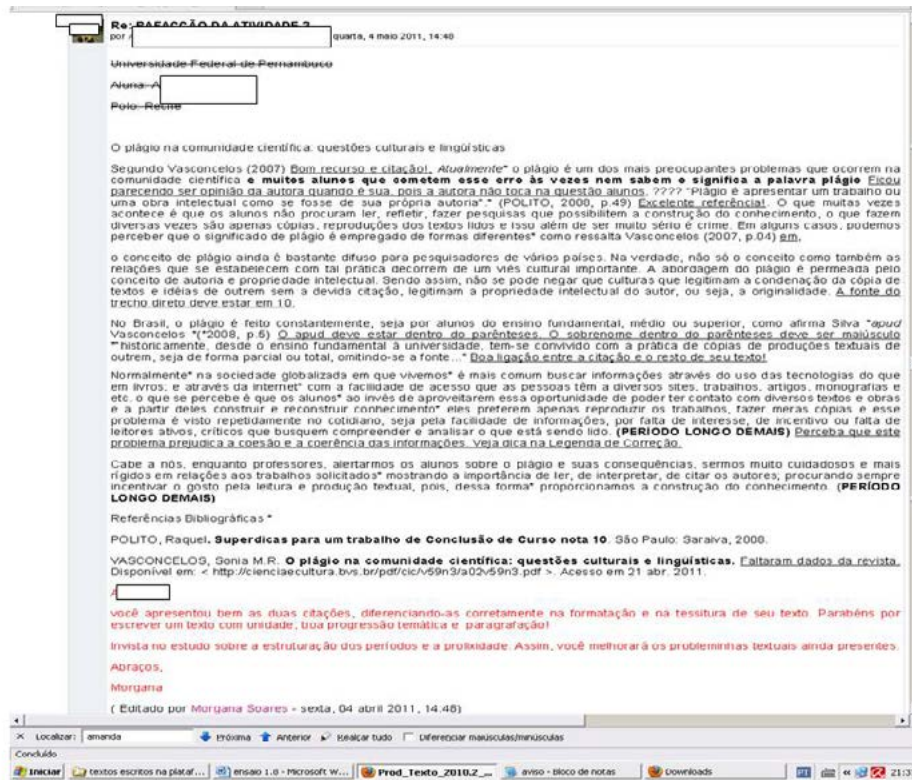 Re: RAFACÇÃO DA ATIVIDADE 2
por quarta, 4 maio 2011, 14:48
Universidade Federal de Pernambuco
Aluna: A
Polo: Recife
O plágio na comunidade científica: questões culturais e lingüísticas
Segundo Vasconcelos (2007) Bom recurso e citação!, Atualmente* o plágio é um dos mais preocupantes problemas que ocorrem na
comunidade científica e muitos alunos que cometem esse erro às vezes nem sabem o significa a palavra plágio Ficou
parecendo ser opinião da autora quando é sua, pois a autora não toca na questão alunos. ???? "Plágio é apresentar um trabalho ou
uma obra intelectual como se fosse de sua própria autoria"." (POLITO, 2008, p.49) Excelente referência!. O que muitas vezes
acontece é que os alunos não procuram ler, refletir, fazer pesquisas que possibilitem a construção do conhecimento, o que fazem
diversas vezes são apenas cópias, reproduções dos textos lidos e isso além de ser muito sério é crime. Em alguns casos, podemos
perceber que o significado de plágio é empregado de formas diferentes* como ressalta Vasconcelos (2007, p.04) em,
o conceito de plágio ainda é bastante difuso para pesquisadores de vários países. Na verdade, não só o conceito como também as
relações que se estabelecem com tal prática decorrem de um viés cultural importante. A abordagem do plágio é permeada pelo
conceito de autoria e propriedade intelectual. Sendo assim, não se pode negar que culturas que legitimam a condenação da cópia de
textos e idéias de outrem sem a devida citação, legitimam a propriedade intelectual do autor, ou seja, a originalidade. A fonte do
trecho direto deve estar em 10.
No Brasil, o plágio é feito constantemente, seja por alunos do ensino fundamental, médio ou superior, como afirma Silva *apud
Vasconcelos *(*2008, p.6) O apud deve estar dentro do parênteses. O sobrenome dentro do parênteses deve ser maiúsculo
*"historicamente, desde o ensino fundamental à universidade, tem-se convivido com a prática de cópias de produções textuais de
outrem, seja de forma parcial ou total, omitindo-se a fonte..." Boa ligação entre a citação e o resto de seu texto!
Normalmente* na sociedade globalizada em que vivemos* é mais comum buscar informações através do uso das tecnologias do que
em livros; e através da internet* com a facilidade de acesso que as pessoas têm a diversos sites, trabalhos, artigos, monografias e
etc. o que se percebe é que os alunos* ao invés de aproveitarem essa oportunidade de poder ter contato com diversos textos e obras
e a partir deles construir e reconstruir conhecimento* eles preferem apenas reproduzir os trabalhos, fazer meras cópias e esse
problema é visto repetidamente no cotidiano, seja pela facilidade de informações, por falta de interesse, de incentivo ou falta de
leitores ativos, críticos que busquem compreender e analisar o que está sendo lido. (PERÍODO LONGO DEMAIS) Perceba que este
problema prejudica a coesão e a coerência das informações. Veja dica na Legenda de Correção.
Cabe a nós, enquanto professores, alertarmos os alunos sobre o plágio e suas consequências, sermos muito cuidadosos e mais
rígidos em relações aos trabalhos solicitados* mostrando a importância de ler, de interpretar, de citar os autores; procurando sempre
incentivar o gosto pela leitura e produção textual, pois, dessa forma* proporcionamos a construção do conhecimento. (PERÍODO
LONGO DEMAIS)
Referências Bibliográficas *
POLITO, Raquel. Superdicas para um trabalho de Conclusão de Curso nota 10. São Paulo: Saraiva, 2008.
VASCONCELOS, Sonia M.R. O plágio na comunidade científica: questões culturais e lingüísticas. Faltaram dados da revista.
Disponível em: < http://cienciaecultura.bvs.br/pdf/cic/v59n3/a02v59n3.pdf >. Acesso em 21 abr. 2011.
A
você apresentou bem as duas citações, diferenciando-as corretamente na formatação e na tessitura de seu texto. Parabéns por
escrever um texto com unidade, boa progressão temática e paragrafação!
Invista no estudo sobre a estruturação dos períodos e a prolixidade. Assim, você melhorará os probleminhas textuais ainda presentes.
Abraços,
Morgana
( Editado por Morgana Soares - sexta, 04 abril 2011, 14:48)
Localizar: amanda Próxima Anterior Realçar tudo Diferenciar maiúsculas/minúsculas
Concluído
Iniciar textos escritos na plataf... ensaio 1.8 - Microsoft W... Prod_Texto_2010.2_... aviso - Bloco de notas Downloads PT 21:3